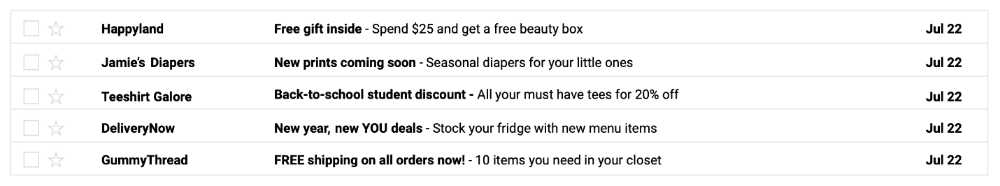 Happyland Free gift inside - Spend $25 and get a free beauty box Jul 22
Jamie's Diapers New prints coming soon - Seasonal diapers for your little ones Jul 22
Teeshirt Galore Back-to-school student discount - All your must have tees for 20% off Jul 22
DeliveryNow New year, new YOU deals - Stock your fridge with new menu items Jul 22
GummyThread FREE shipping on all orders now! - 10 items you need in your closet Jul 22